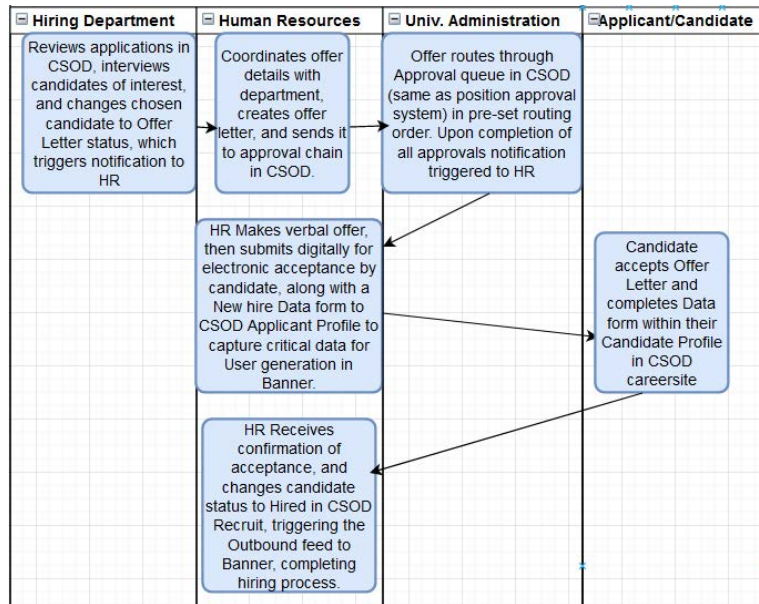 Hiring Department
Human Resources
Univ. Administration
Applicant/Candidate
Reviews applications in
CSOD, interviews
candidates of interest,
and changes chosen
candidate to Offer
Letter status, which
triggers notification to
HR
Coordinates offer
details with
department,
creates offer
letter, and sends it
to approval chain
in CSOD.
Offer routes through
Approval queue in CSOD
(same as position approval
system) in pre-set routing
order. Upon completion of
all approvals notification
triggered to HR
HR Makes verbal offer,
then submits digitally for
electronic acceptance by
candidate, along with a
New hire Data form to
CSOD Applicant Profile to
capture critical data for
User generation in
Banner.
Candidate
accepts Offer
Letter and
completes Data
form within their
Candidate Profile
in CSOD
careersite
HR Receives
confirmation of
acceptance, and
changes candidate
status to Hired in CSOD
Recruit, triggering the
Outbound feed to
Banner, completing
hiring process.